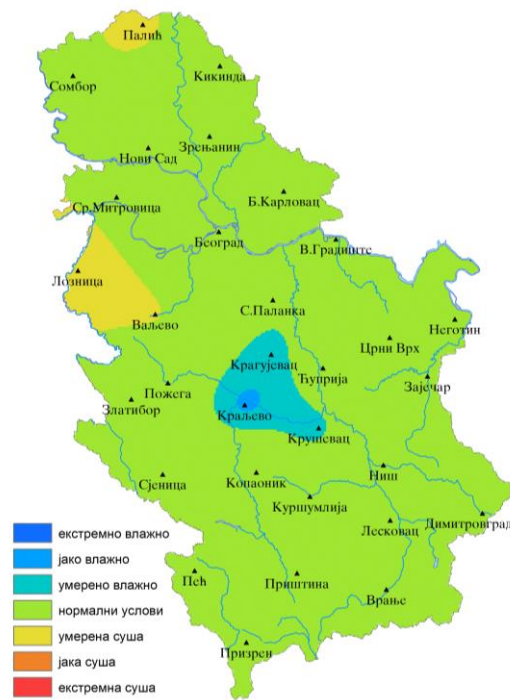 Палић
Кикинда
Сомбор
Зрењанин
Нови Сад
Б.Карловац
Ср.Митровица
Београд
В.Градиште
Лозница
С.Паланка
Ваљево
Неготин
Црни Врх
Крагујевац
Ћуприја
Зајечар
Пожега
Златибор
Краљево
Крушевац
Ниш
Сјеница
Копаоник
Куршумлија
Димитровград
Лесковац
екстремно влажно
јако влажно
Пећ
Приштина
умерено влажно
Врање
нормални услови
умерена суша
Призрен
јака суша
екстремна суша